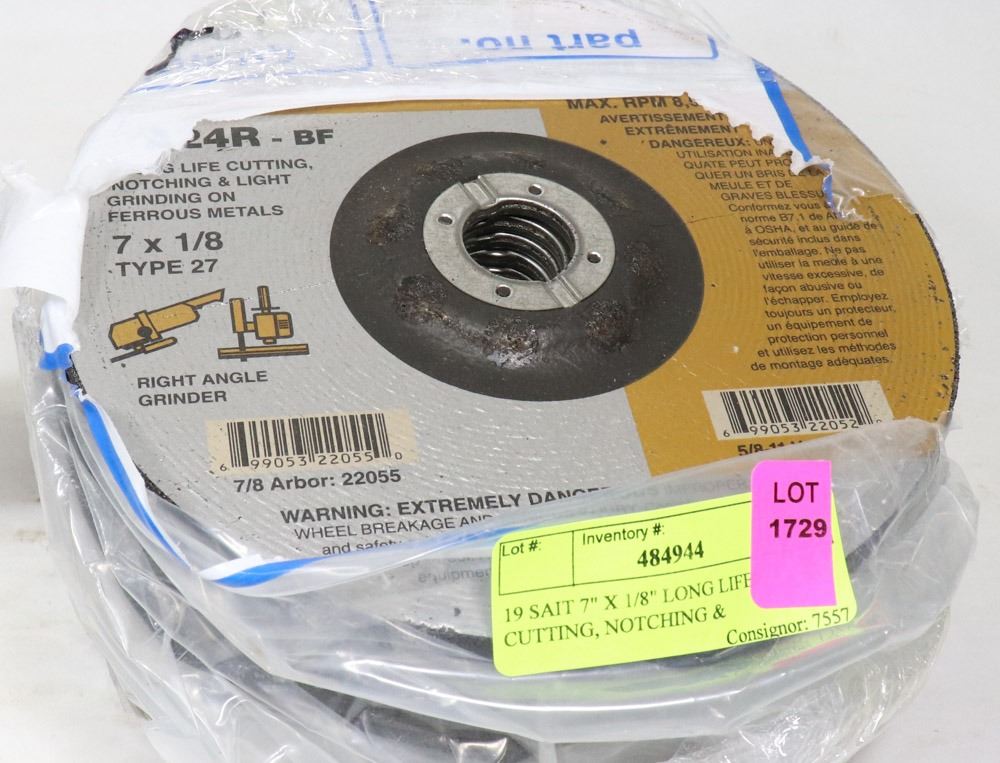 part no.
24R - BF
LIFE CUTTING,
NOTCHING & LIGHT
GRINDING ON
FERROUS METALS
7 x 1/8
TYPE 27
RIGHT ANGLE
GRINDER
6 99053 22055 0
7/8 Arbor: 22055
WARNING: EXTREMELY
WHEEL BREAKAGE AND
and
MAX. RPM
AVERTISSEMENT
EXTRÊMEMENT
DANGEREUX:
UTILISATION
QUATE PEUT
QUER UN BRIS
MEULE ET DE
GRAVES
Conformez vous
norme B7.1 de
à OSHA, et au guide de
sécurité inclus dans
l'emballage. Ne pas
utiliser la meule à une
vitesse excessive, de
façon abusive ou
l'échapper. Employez
toujours un protecteur,
un équipement de
protection personnel
et utilisez les méthodes
de montage adéquates.
6 99053 22052
5/8-11
Lot #:
Inventory #:
484944
19 SAIT 7" X 1/8" LONG LIFE
CUTTING, NOTCHING &
Consignor: 7557
LOT
1729